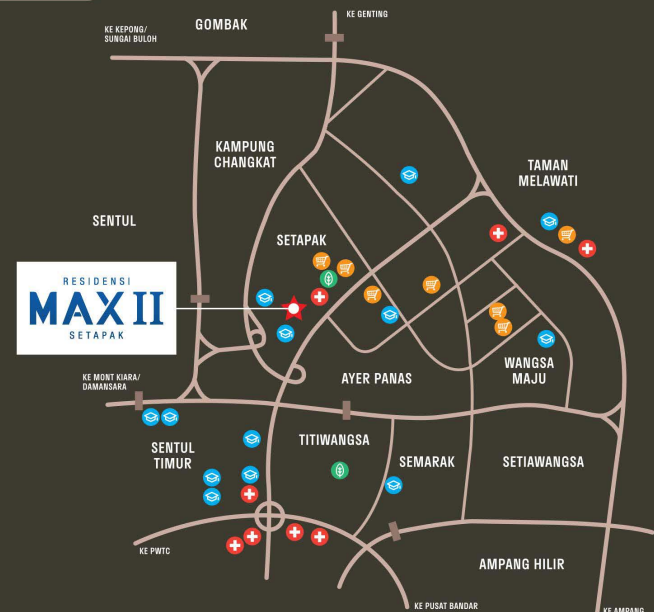 GOMBAK
KE GENTING
KE KEPONG/
SUNGAI BULOH
KAMPUNG
CHANGKAT
TAMAN
MELAWATI
SENTUL
SETAPAK
RESIDENSI
MAX II
SETAPAK
WANGSA
MAJU
KE MONT KIARA/
DAMANSARA
AYER PANAS
TITIWANGSA
SENTUL
TIMUR
SEMARAK
SETIAWANGSA
KE PWTC
AMPANG HILIR
KE PUSAT BANDAR
KE AMPANG